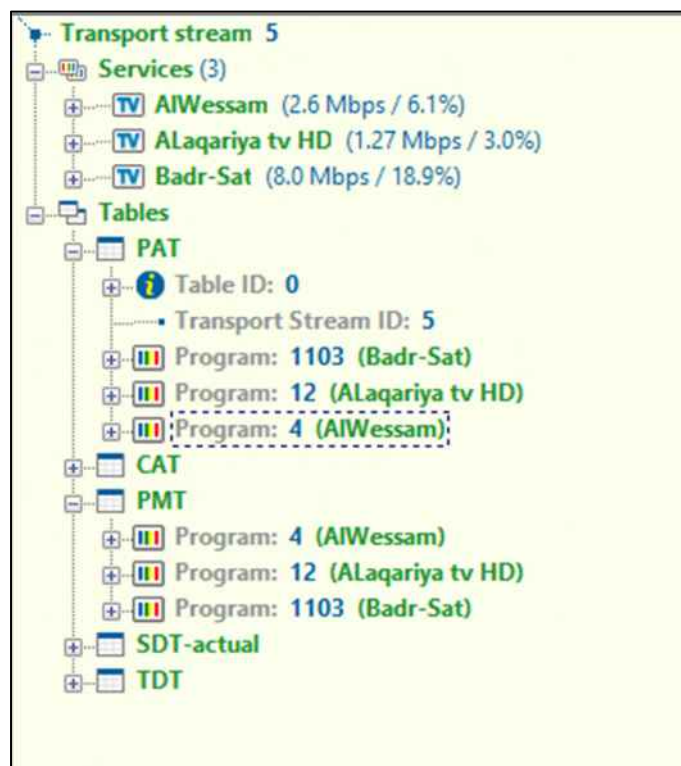 Transport stream 5
Services (3)
TV AlWessam (2.6 Mbps / 6.1%)
TV ALaqariya tv HD (1.27 Mbps / 3.0%)
TV Badr-Sat (8.0 Mbps / 18.9%)
Tables
PAT
i Table ID: 0
Transport Stream ID: 5
Program: 1103 (Badr-Sat)
Program: 12 (ALaqariya tv HD)
Program: 4 (AlWessam)
CAT
PMT
Program: 4 (AlWessam)
Program: 12 (ALaqariya tv HD)
Program: 1103 (Badr-Sat)
SDT-actual
TDT